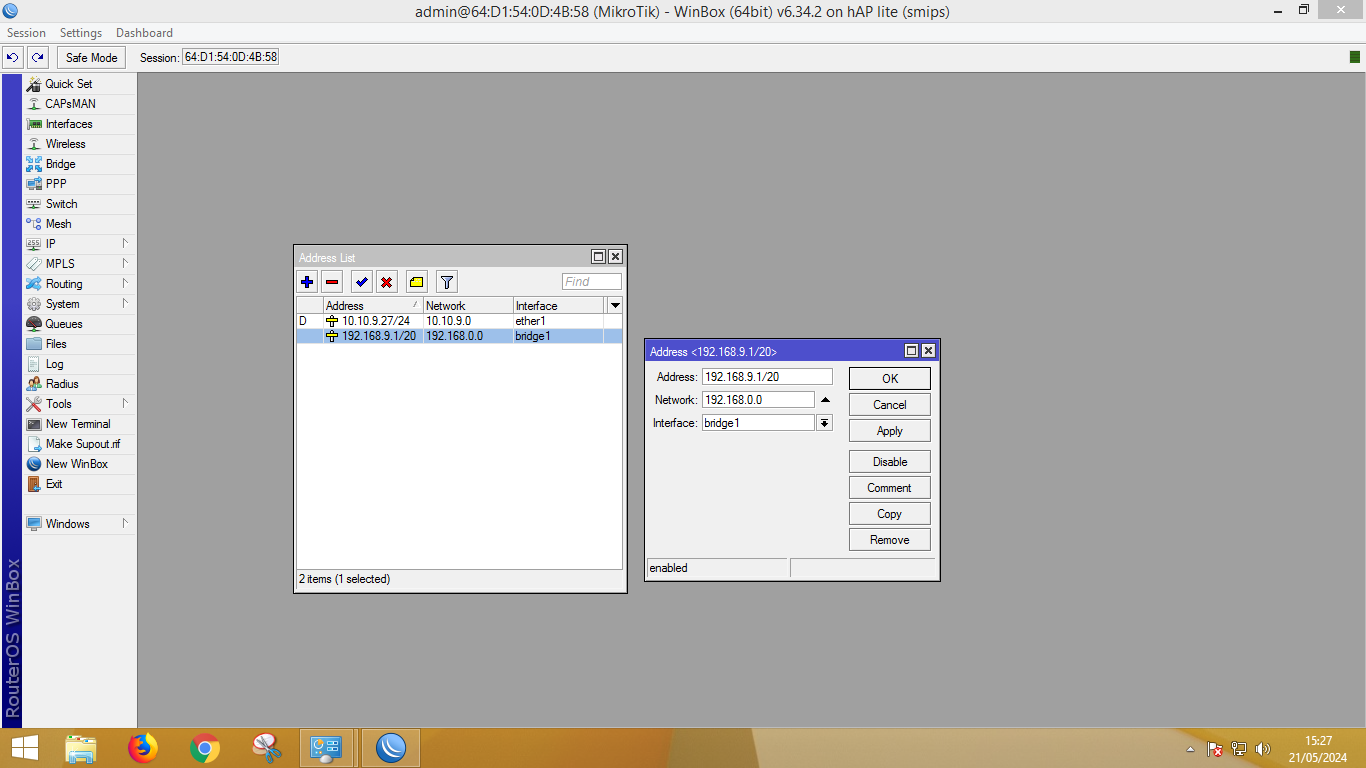 admin@64:D1:54:0D:4B:58 (MikroTik) - WinBox (64bit) v6.34.2 on hAP lite (smips)
Session Settings Dashboard
Safe Mode Session: 64:D1:54:0D:4B:58
Quick Set
CAPsMAN
Interfaces
Wireless
Bridge
PPP
Switch
Mesh
IP
MPLS
Routing
System
Queues
Files
Log
Radius
Tools
New Terminal
Make Supout.rif
New WinBox
Exit
Windows
RouterOS WinBox
Address List
Find
Address Network Interface
D 10.10.9.27/24 10.10.9.0 ether1
192.168.9.1/20 192.168.0.0 bridge1
2 items (1 selected)
Address <192.168.9.1/20>
Address: 192.168.9.1/20 OK
Network: 192.168.0.0 Cancel
Interface: bridge1 Apply
Disable
Comment
Copy
Remove
enabled
15:27
21/05/2024